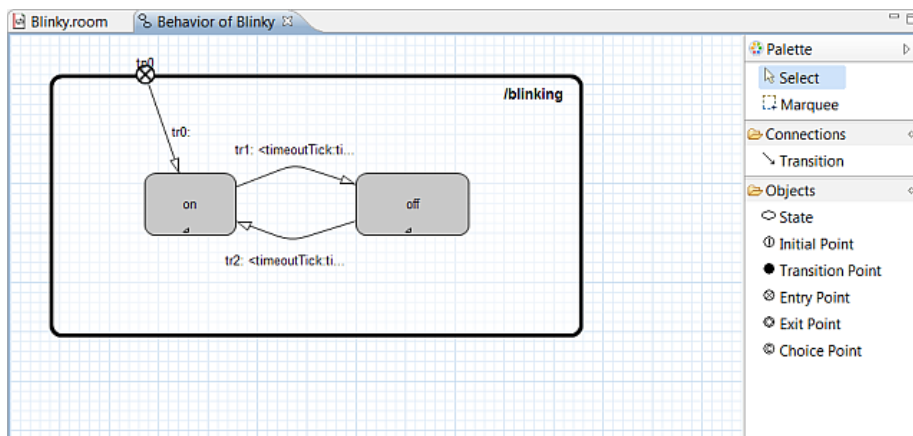 Blinky.room
Behavior of Blinky
tr0
/blinking
tr0:
tr1: <timeoutTick:ti...
on
off
tr2: <timeoutTick:ti...
Palette
Select
Marquee
Connections
Transition
Objects
State
Initial Point
Transition Point
Entry Point
Exit Point
Choice Point